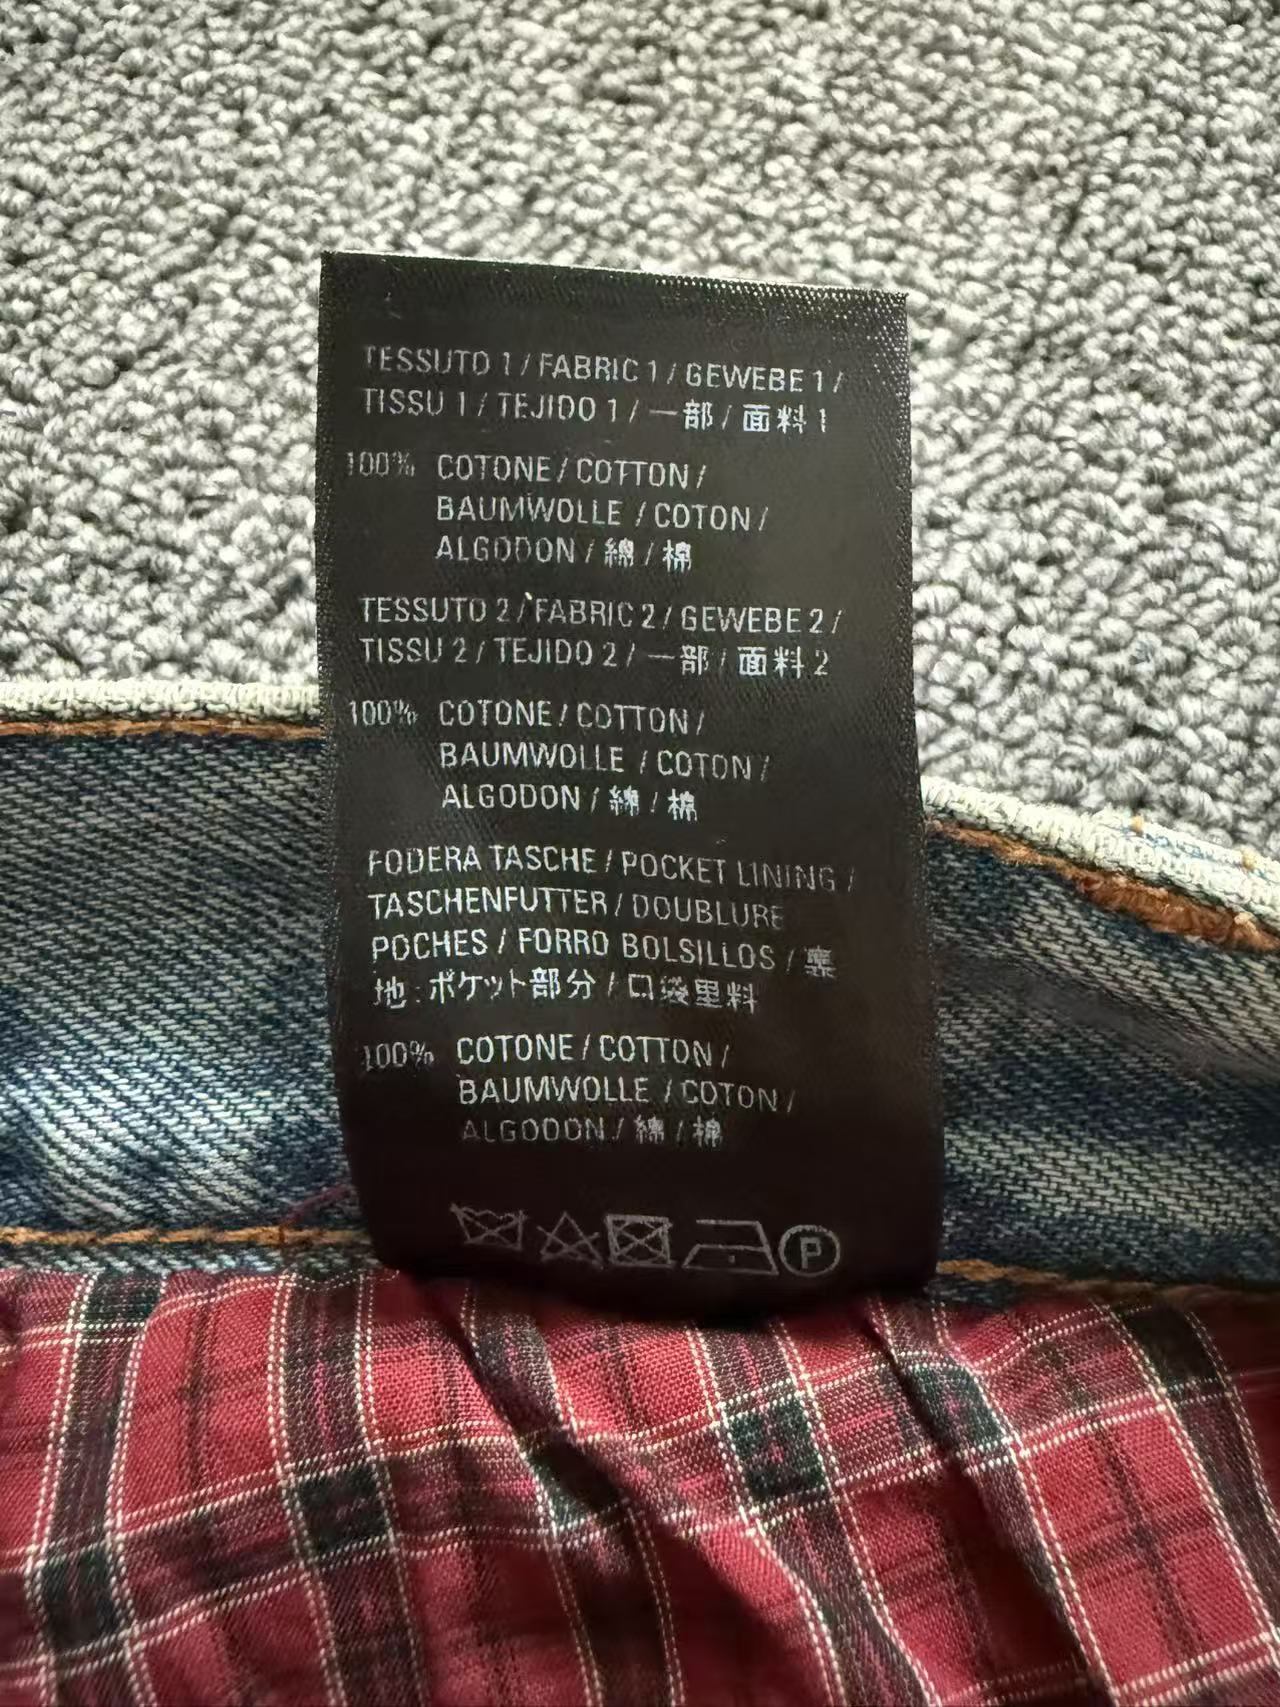 TESSUTO 1 / FABRIC 1 / GEWEBE 1 /
TISSU 1 / TEJIDO 1 / 一部 / 面料 1
100% COTONE / COTTON /
BAUMWOLLE / COTON /
ALGODON / 綿 / 棉
TESSUTO 2 / FABRIC 2 / GEWEBE 2 /
TISSU 2 / TEJIDO 2 / 一部 / 面料 2
100% COTONE / COTTON /
BAUMWOLLE / COTON /
ALGODON / 綿 / 棉
FODERA TASCHE / POCKET LINING /
TASCHENFUTTER / DOUBLURE
POCHES / FORRO BOLSILLOS / 裏
地:ポケット部分 / 口袋里料
100% COTONE / COTTON /
BAUMWOLLE / COTON /
ALGODON / 綿 / 棉
P